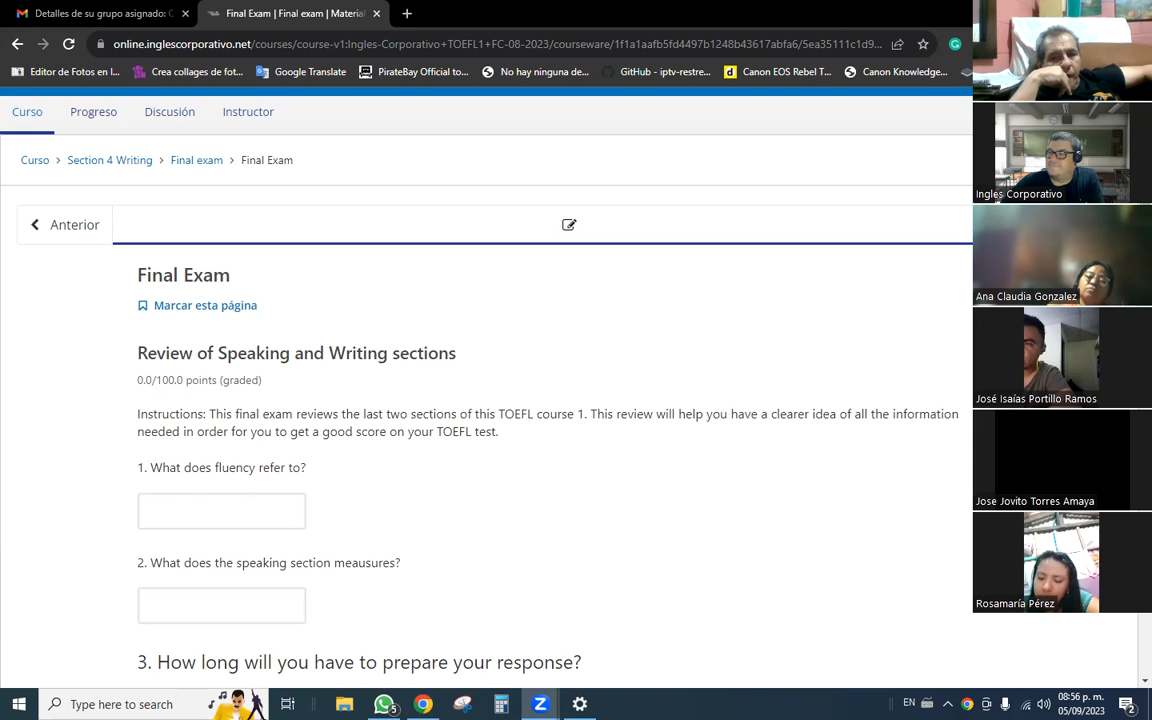 Detalles de su grupo asignado: C
Final Exam | Final exam | Material
online.inglescorporativo.net/courses/course-v1:Ingles-Corporativo+TOEFL1+FC-08-2023/courseware/1f1a1aafb5fd4497b1248b43617abfa6/5ea35111c1d9...
Editor de Fotos en l...
Crea collages de fot...
Google Translate
PirateBay Official to...
No hay ninguna de...
GitHub - iptv-restre...
Canon EOS Rebel T...
Canon Knowledge...
Curso
Progreso
Discusión
Instructor
Curso > Section 4 Writing > Final exam > Final Exam
Anterior
Final Exam
Marcar esta página
Review of Speaking and Writing sections
0.0/100.0 points (graded)
Instructions: This final exam reviews the last two sections of this TOEFL course 1. This review will help you have a clearer idea of all the information
needed in order for you to get a good score on your TOEFL test.
1. What does fluency refer to?
2. What does the speaking section meausures?
3. How long will you have to prepare your response?
Ingles Corporativo
Ana Claudia Gonzalez
José Isaías Portillo Ramos
Jose Jovito Torres Amaya
Rosamaría Pérez
Type here to search
5
EN
08:56 p. m.
05/09/2023
2